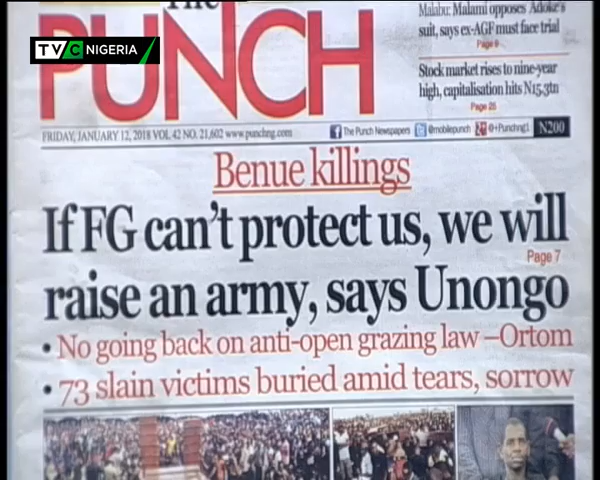 The
PUNCH
TVC NIGERIA
Malabu: Malami opposes Adoke's
suit, says ex-AGF must face trial
Page 9
Stock market rises to nine-year
high, capitalisation hits N15.3tn
Page 25
FRIDAY, JANUARY 12, 2018 VOL 42 NO. 21,602 www.punchng.com
The Punch Newspapers @mobilepunch @+Punchng1 N200
Benue killings
If FG can't protect us, we will
Page 7
raise an army, says Unongo
• No going back on anti-open grazing law –Ortom
• 73 slain victims buried amid tears, sorrow